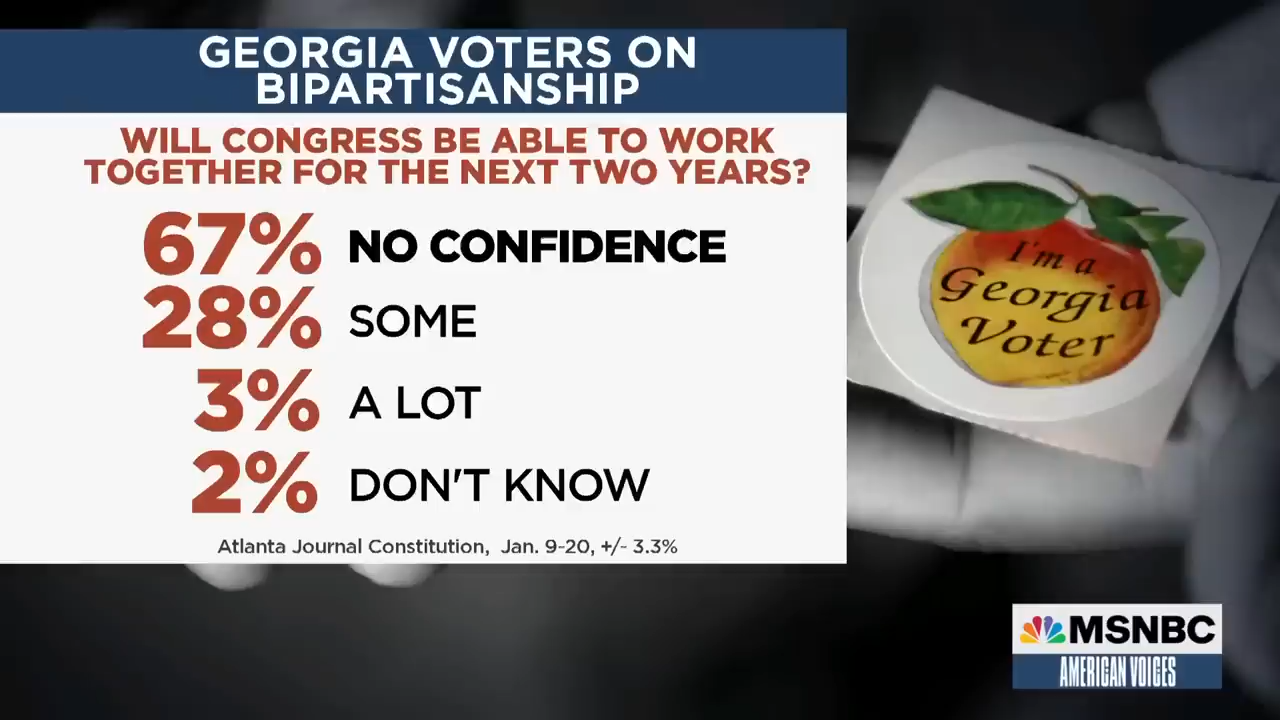 GEORGIA VOTERS ON
BIPARTISANSHIP
WILL CONGRESS BE ABLE TO WORK
TOGETHER FOR THE NEXT TWO YEARS?
67% NO CONFIDENCE
28% SOME
3% A LOT
2% DON'T KNOW
Atlanta Journal Constitution, Jan. 9-20, +/- 3.3%
I'm a
Georgia
Voter
MSNBC
AMERICAN VOICES